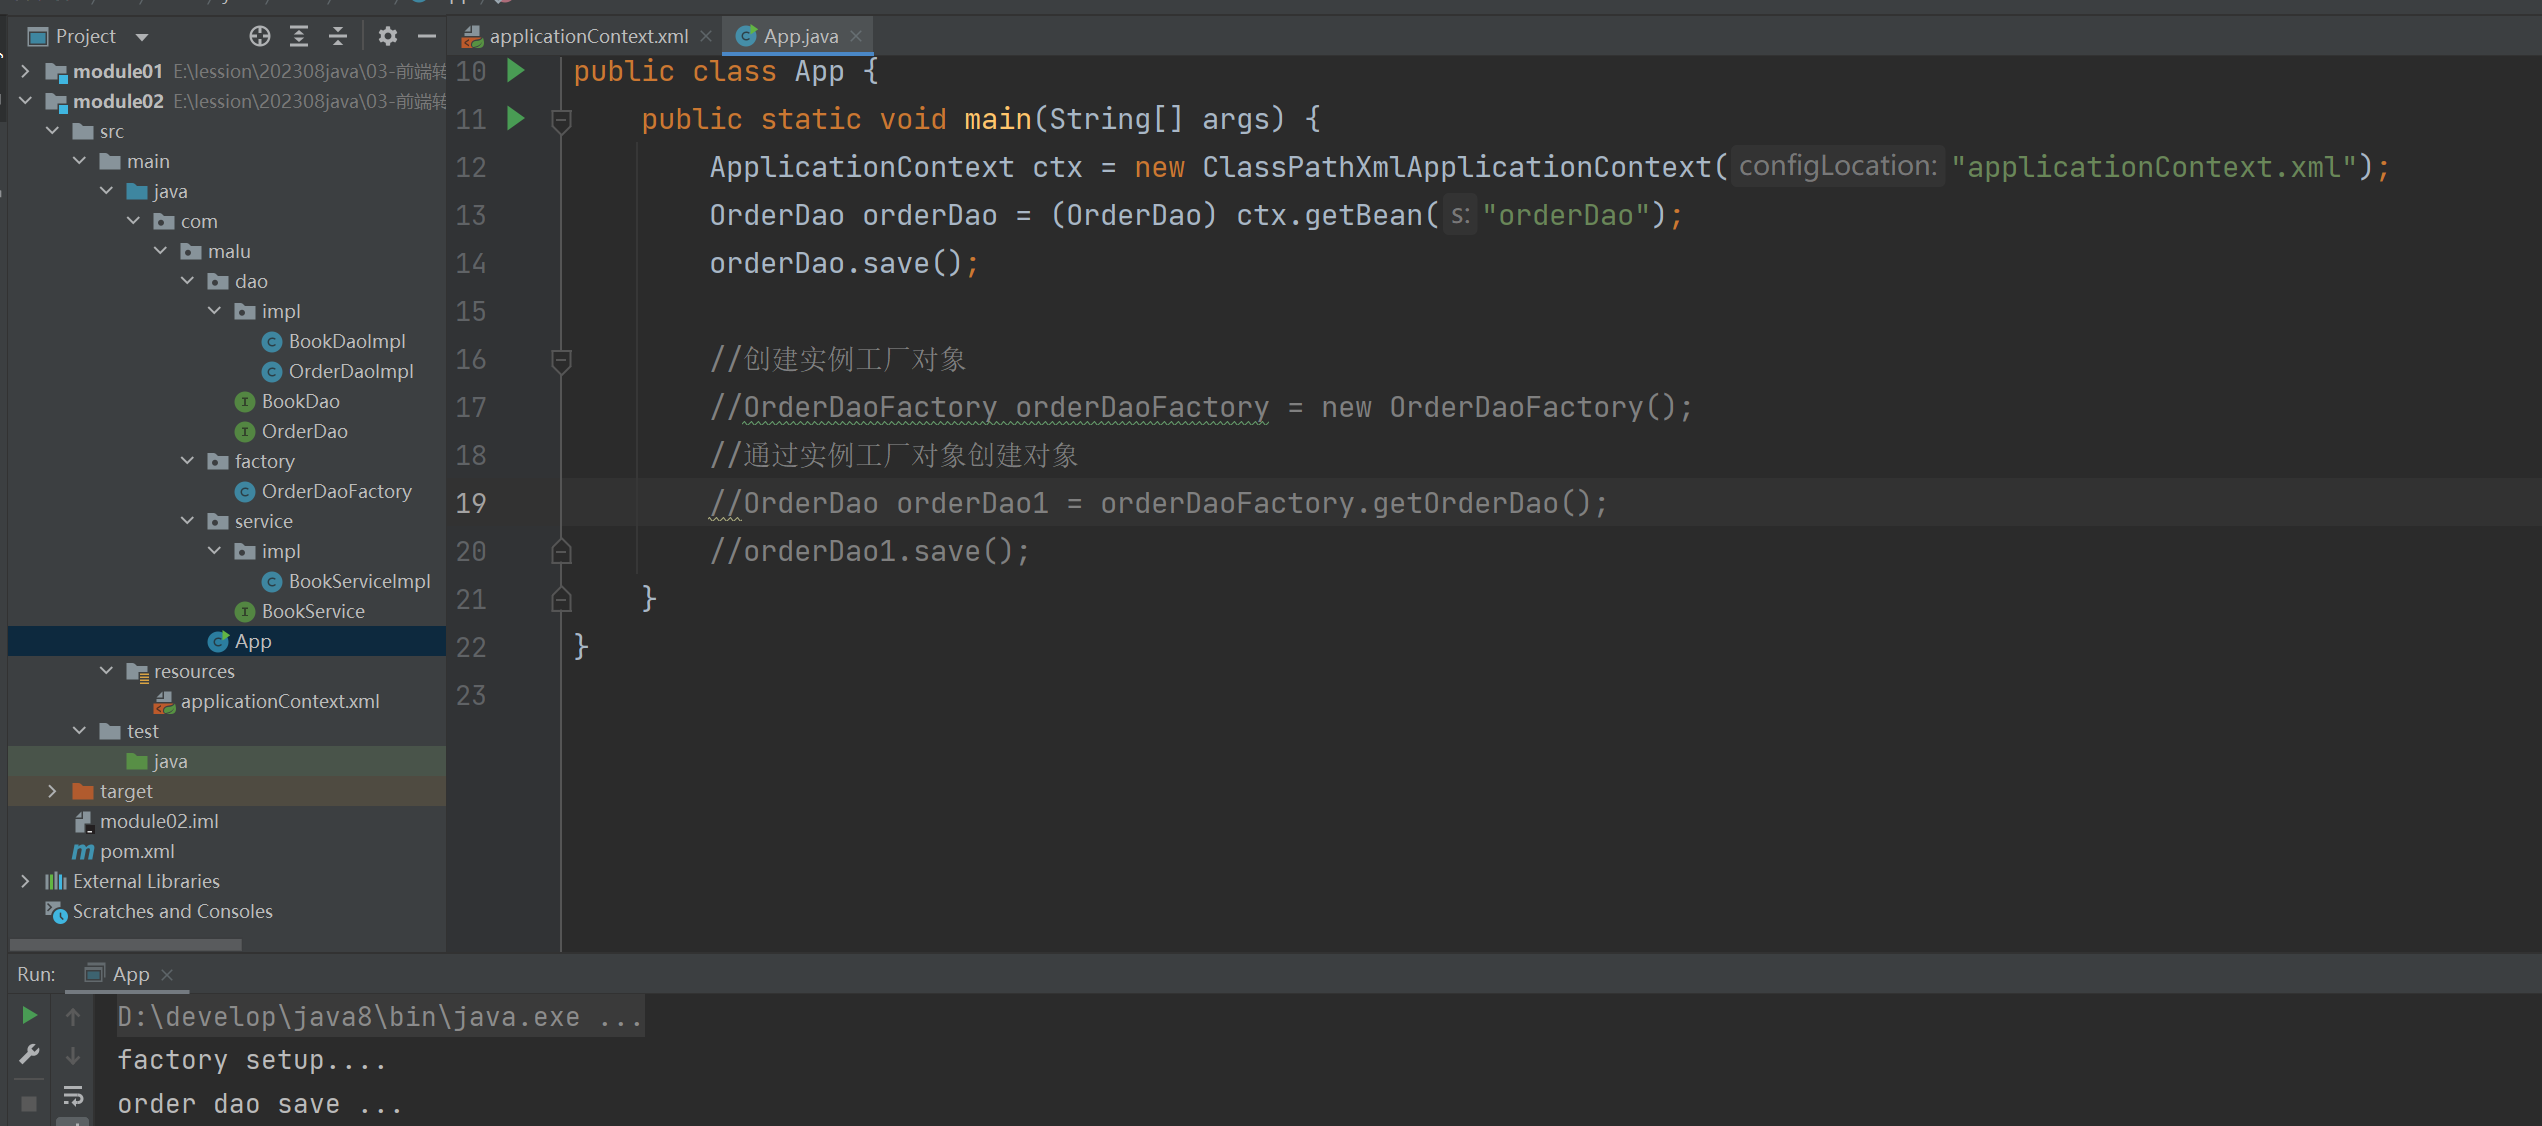 Project
module01 E:\lession\202308java\03-前端转
module02 E:\lession\202308java\03-前端转
src
main
java
com
malu
dao
impl
BookDaoImpl
OrderDaoImpl
BookDao
OrderDao
factory
OrderDaoFactory
service
impl
BookServiceImpl
BookService
App
resources
applicationContext.xml
test
java
target
module02.iml
pom.xml
External Libraries
Scratches and Consoles
applicationContext.xml App.java
10 public class App {
11 public static void main(String[] args) {
12 ApplicationContext ctx = new ClassPathXmlApplicationContext( configLocation: "applicationContext.xml");
13 OrderDao orderDao = (OrderDao) ctx.getBean( s: "orderDao");
14 orderDao.save();
15
16 //创建实例工厂对象
17 //OrderDaoFactory orderDaoFactory = new OrderDaoFactory();
18 //通过实例工厂对象创建对象
19 //OrderDao orderDao1 = orderDaoFactory.getOrderDao();
20 //orderDao1.save();
21 }
22 }
23
Run: App
D:\develop\java8\bin\java.exe ...
factory setup....
order dao save ...